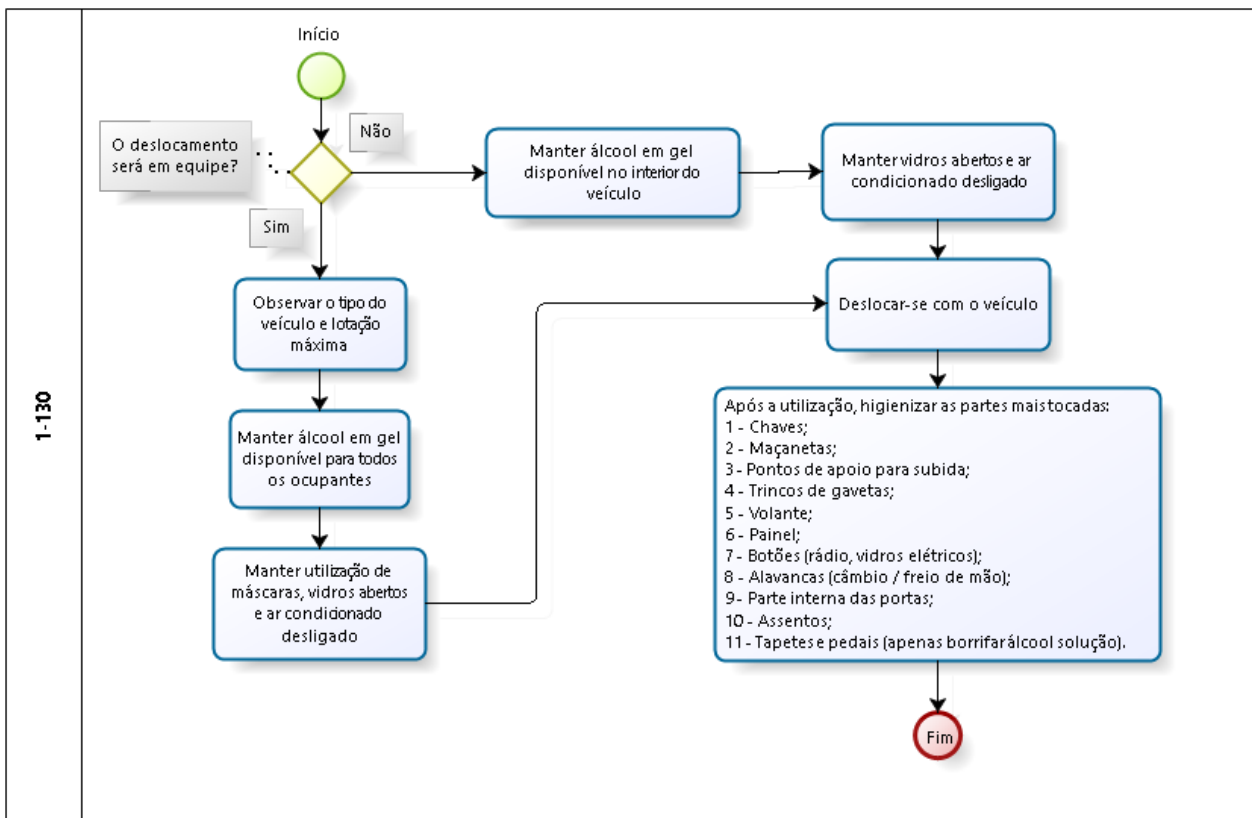 1-130
Início
O deslocamento
será em equipe?
Não
Sim
Manter álcool em gel
disponível no interior do
veículo
Manter vidros abertos e ar
condicionado desligado
Observar o tipo do
veículo e lotação
máxima
Manter álcool em gel
disponível para todos
os ocupantes
Manter utilização de
máscaras, vidros abertos
e ar condicionado
desligado
Deslocar-se com o veículo
Após a utilização, higienizar as partes mais tocadas:
1 - Chaves;
2 - Maçanetas;
3 - Pontos de apoio para subida;
4 - Trincos de gavetas;
5 - Volante;
6 - Painel;
7 - Botões (rádio, vidros elétricos);
8 - Alavancas (câmbio / freio de mão);
9 - Parte interna das portas;
10 - Assentos;
11 - Tapetes e pedais (apenas borrifar álcool solução).
Fim